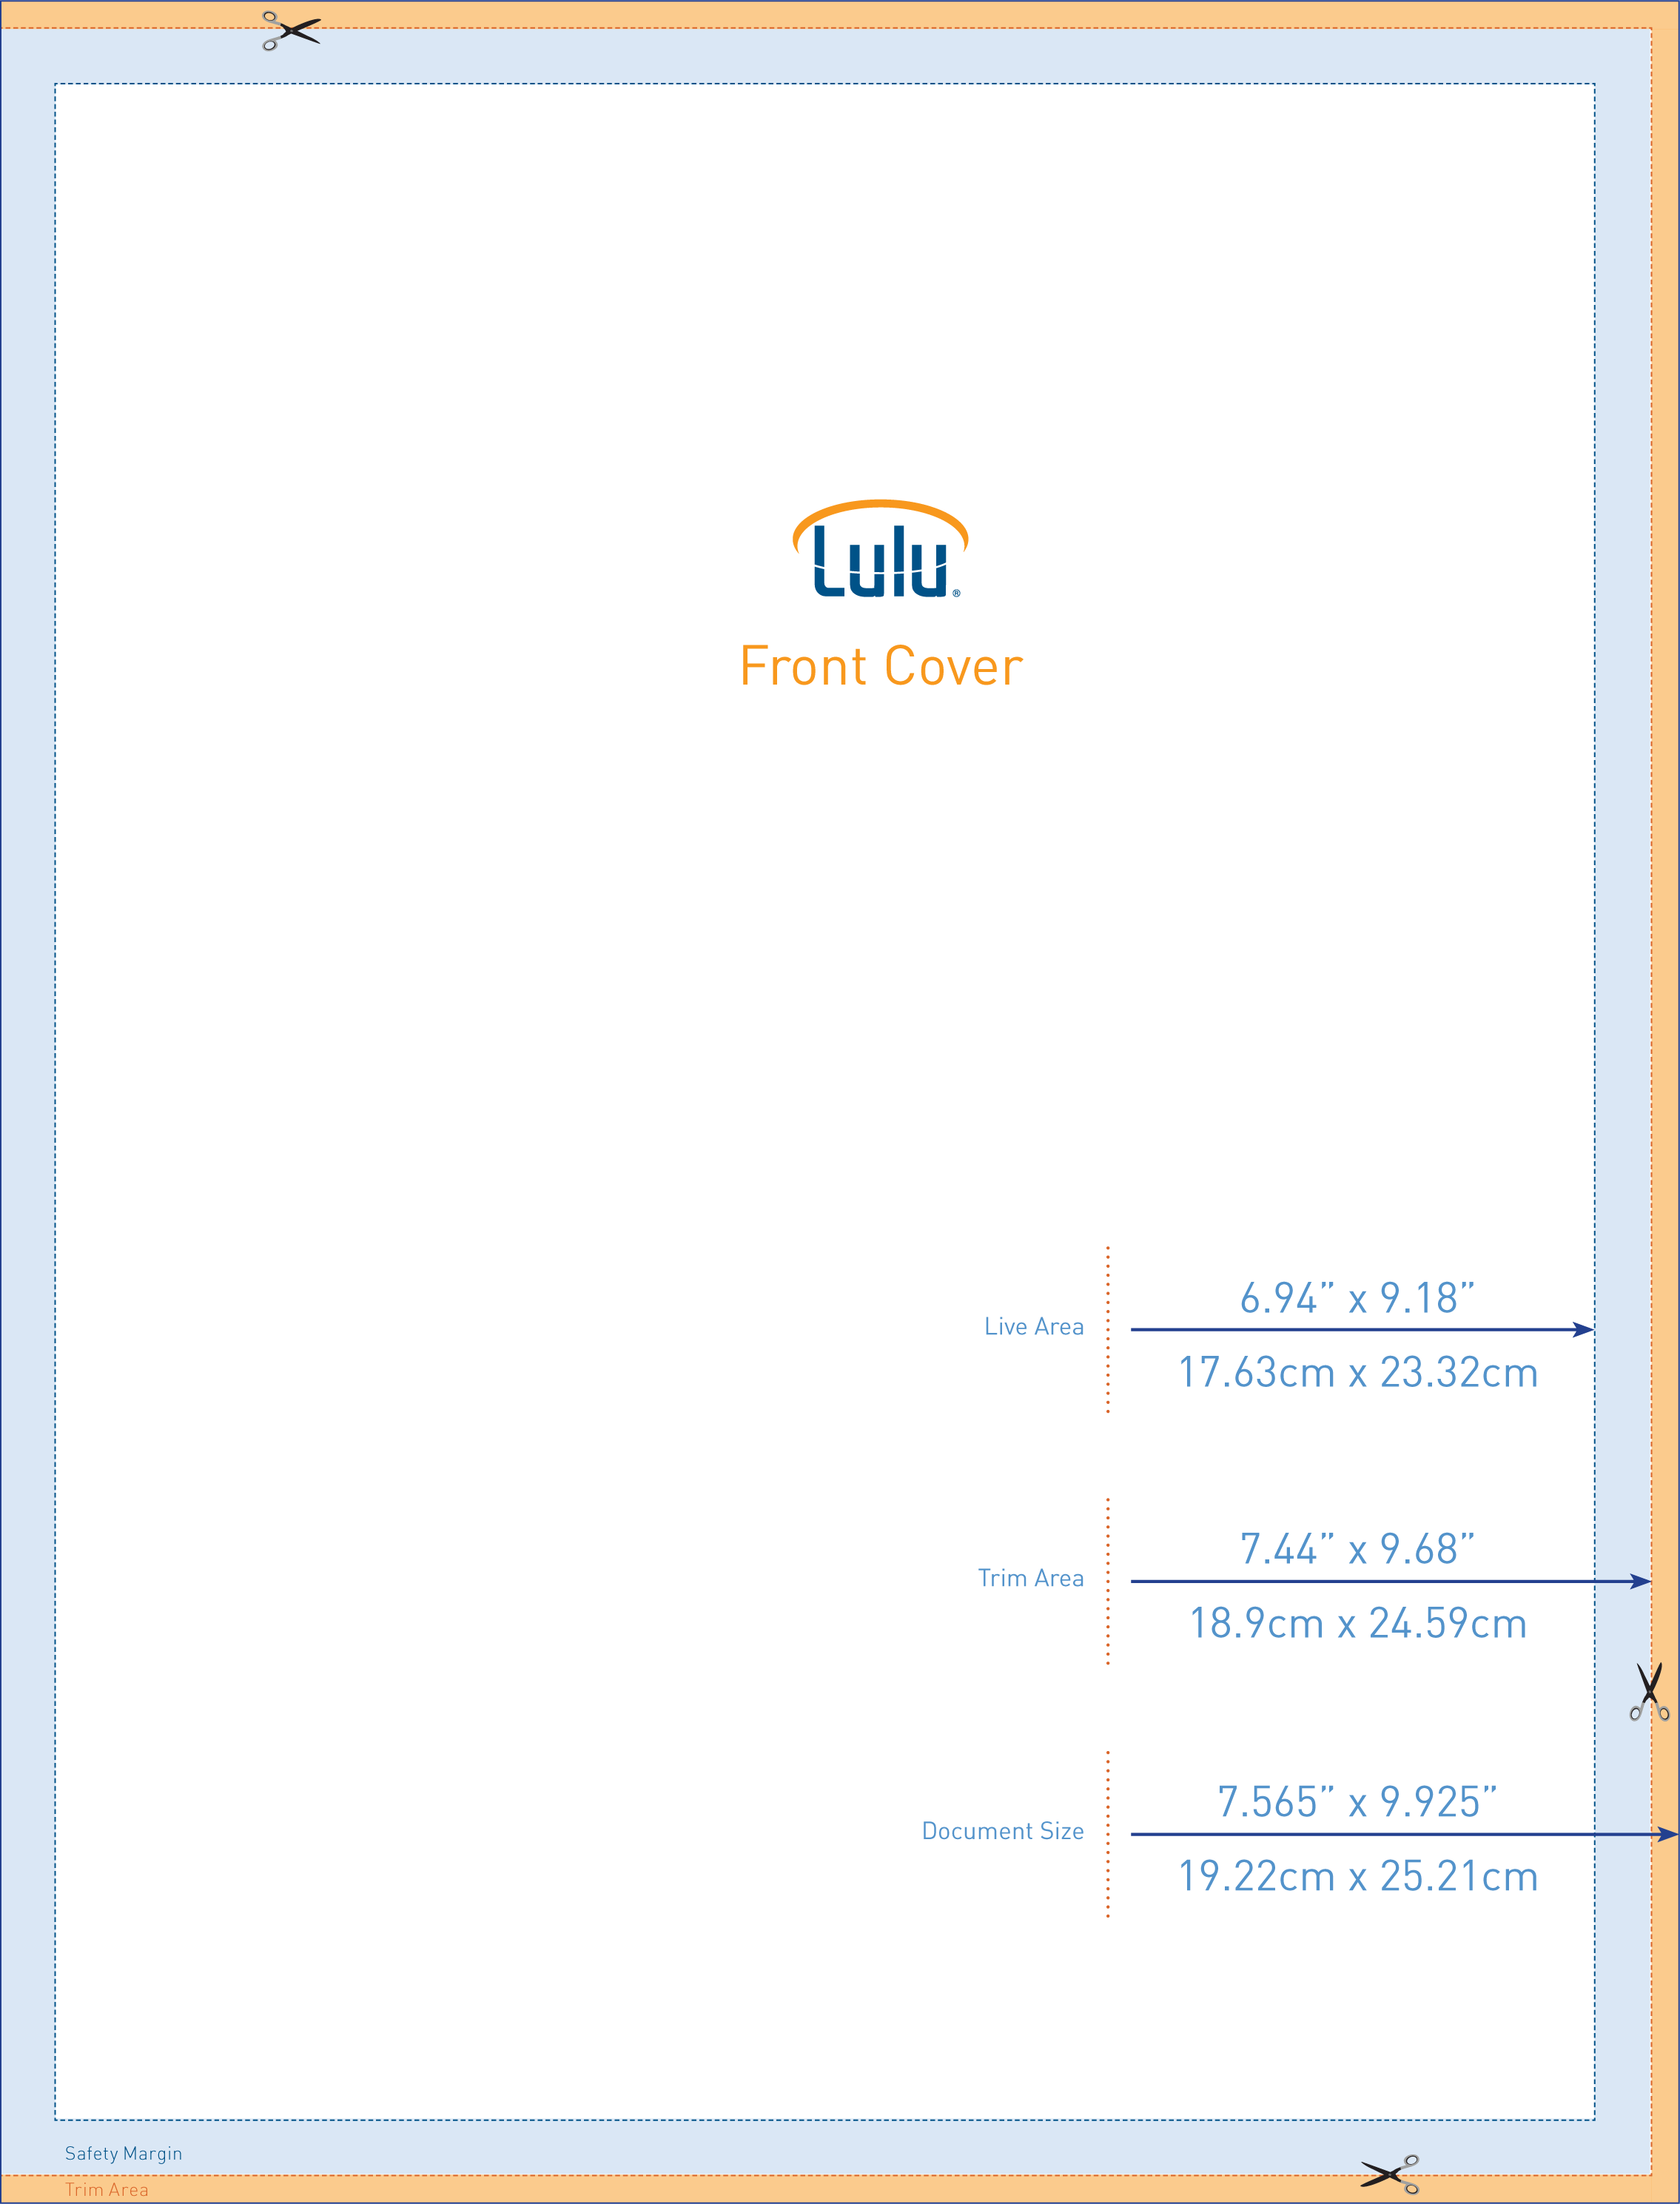 Lulu®
Front Cover
6.94” x 9.18”
Live Area
17.63cm x 23.32cm
7.44” x 9.68”
Trim Area
18.9cm x 24.59cm
7.565” x 9.925”
Document Size
19.22cm x 25.21cm
Safety Margin
Trim Area